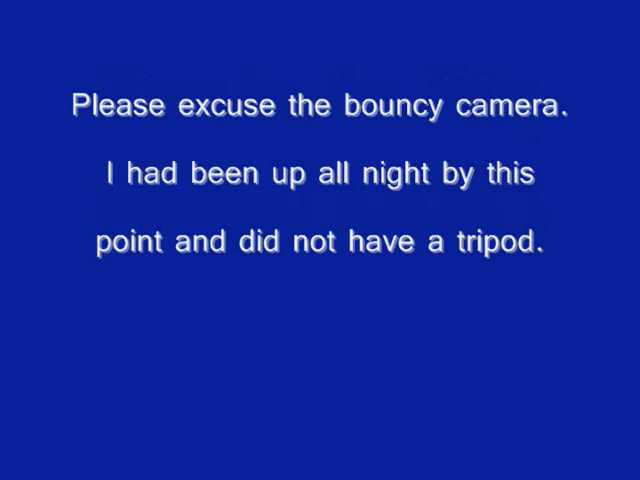 Please excuse the bouncy camera.
I had been up all night by this
point and did not have a tripod.